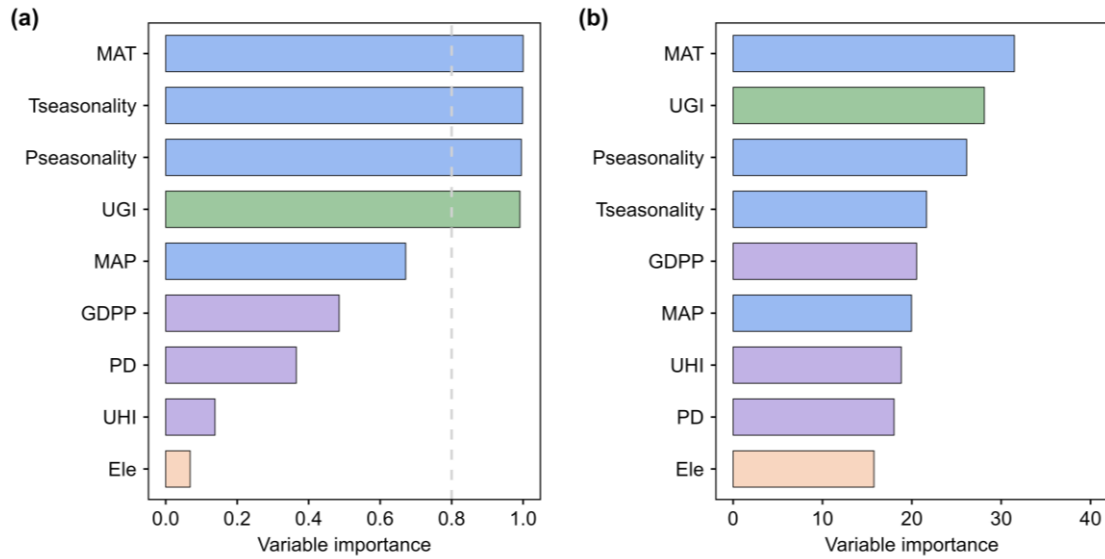 (a)
MAT
Tseasonality
Pseasonality
UGI
MAP
GDPP
PD
UHI
Ele
0.0 0.2 0.4 0.6 0.8 1.0
Variable importance
(b)
MAT
UGI
Pseasonality
Tseasonality
GDPP
MAP
UHI
PD
Ele
0 10 20 30 40
Variable importance